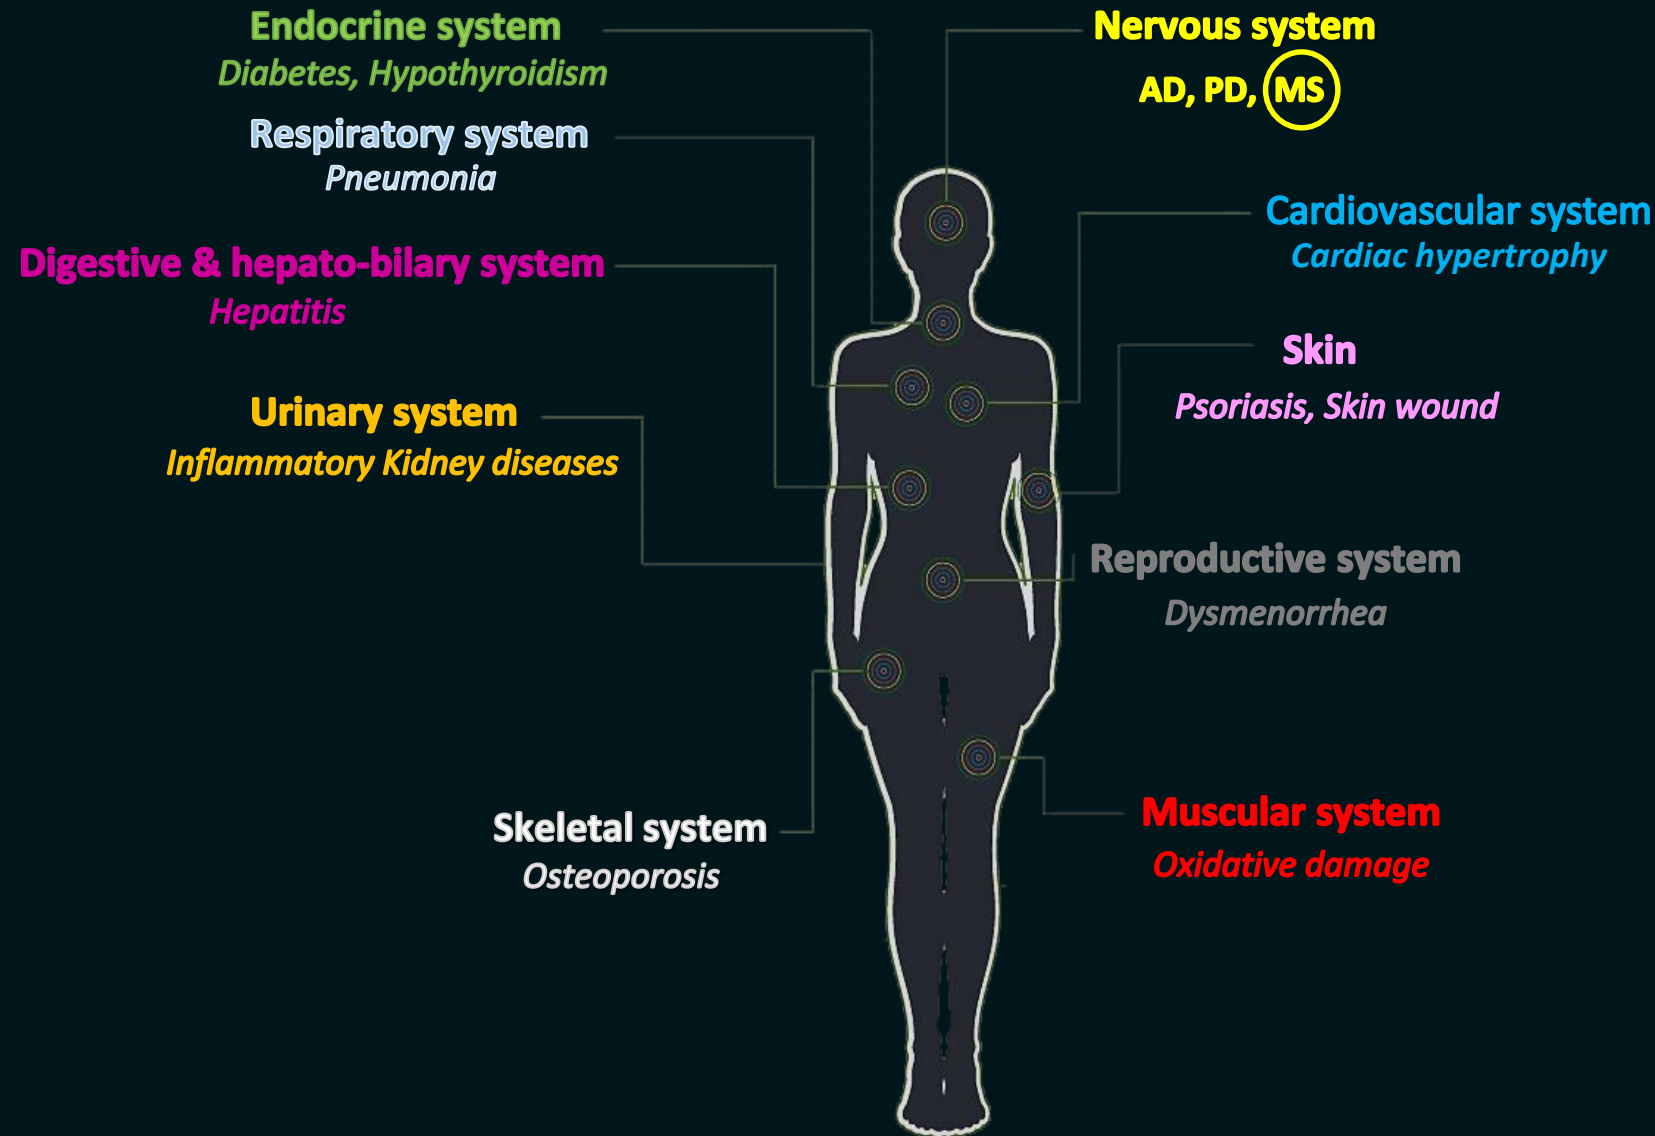 Endocrine system
Diabetes, Hypothyroidism
Respiratory system
Pneumonia
Digestive & hepato-bilary system
Hepatitis
Urinary system
Inflammatory Kidney diseases
Skeletal system
Osteoporosis
Nervous system
AD, PD, MS
Cardiovascular system
Cardiac hypertrophy
Skin
Psoriasis, Skin wound
Reproductive system
Dysmenorrhea
Muscular system
Oxidative damage